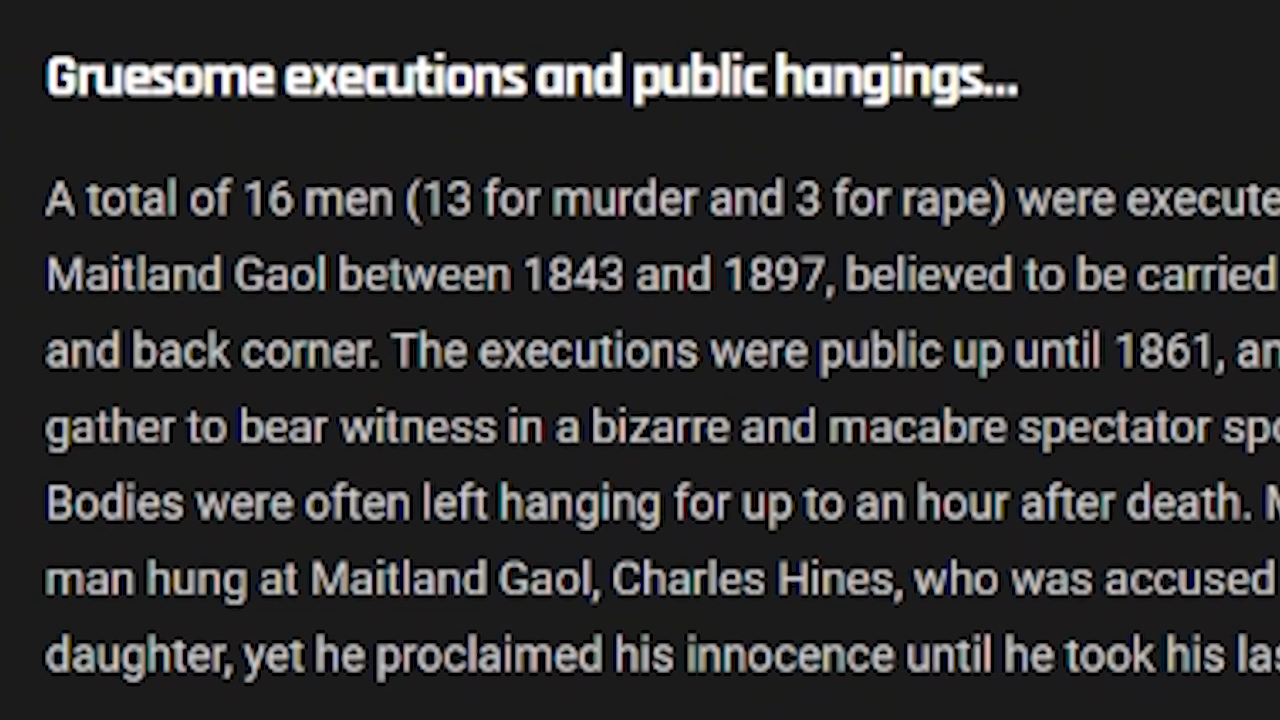 Gruesome executions and public hangings...
A total of 16 men (13 for murder and 3 for rape) were execute
Maitland Gaol between 1843 and 1897, believed to be carried
and back corner. The executions were public up until 1861, an
gather to bear witness in a bizarre and macabre spectator spo
Bodies were often left hanging for up to an hour after death. M
man hung at Maitland Gaol, Charles Hines, who was accused
daughter, yet he proclaimed his innocence until he took his las